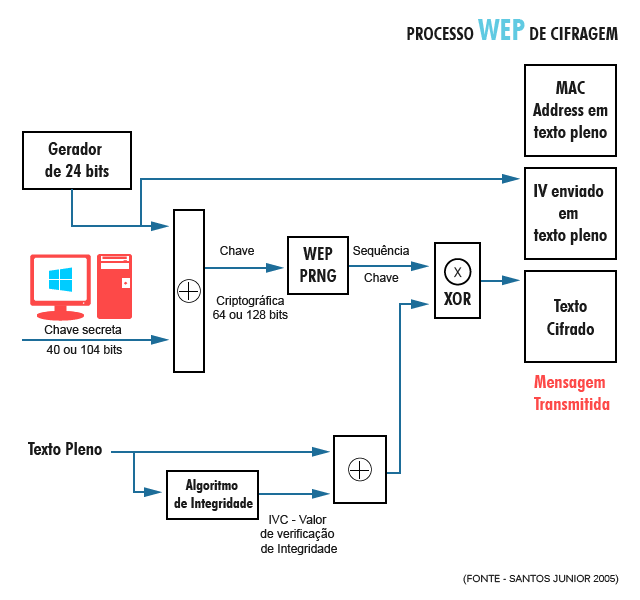 PROCESSO WEP DE CIFRAGEM
MAC
Address em
texto pleno
Gerador
de 24 bits
IV enviado
em
texto pleno
Chave
Criptográfica
64 ou 128 bits
WEP
PRNG
Sequência
Chave
X
XOR
Texto
Cifrado
Chave secreta
40 ou 104 bits
Mensagem
Transmitida
Texto Pleno
Algoritmo
de Integridade
IVC - Valor
de verificação
de Integridade
(FONTE - SANTOS JUNIOR 2005)